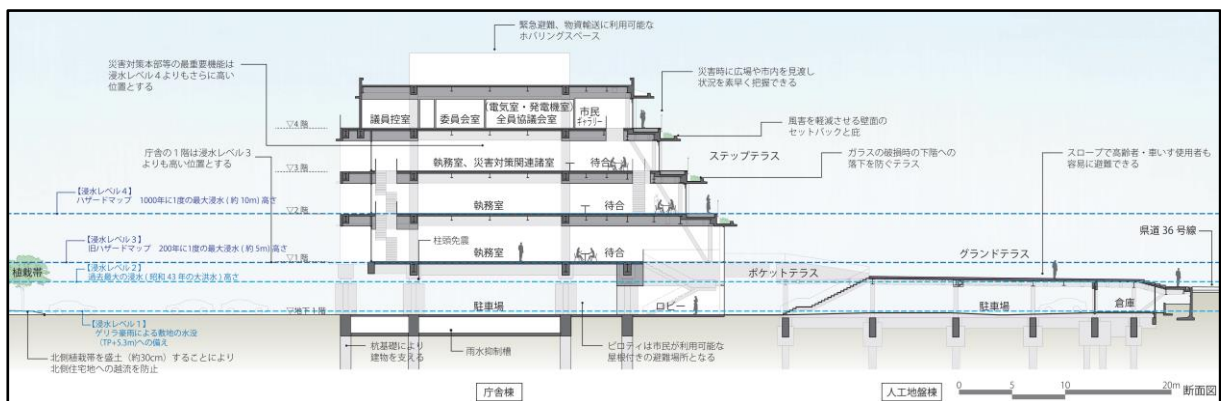 緊急避難、物資輸送に利用可能な
ホバリングスペース
災害対策本部等の最重要機能は
浸水レベル4よりもさらに高い
位置とする
災害時に広場や市内を見渡し
状況を素早く把握できる
議員控室
委員会室
(電気室・発電機室)
全員協議会室
市民
ギャラリー
▽4階
風害を軽減させる壁面の
セットバックと庇
庁舎の1階は浸水レベル3
よりも高い位置とする
▽3階
執務室、災害対策関連諸室
待合
ステップテラス
ガラスの破損時の下階への
落下を防ぐテラス
スロープで高齢者・車いす使用者も
容易に避難できる
【浸水レベル4】
ハザードマップ 1000年に1度の最大浸水(約10m)高さ
▽2階
執務室
待合
県道36号線
【浸水レベル3】
旧ハザードマップ 200年に1度の最大浸水(約5m)高さ
柱頭免震
▽1階
執務室
待合
グランドテラス
植栽帯
【浸水レベル2】
過去最大の浸水(昭和43年の大洪水)高さ
ポケットテラス
駐車場
ロビー
駐車場
倉庫
▽地下1階
【浸水レベル1】
ゲリラ豪雨による敷地の水没
(TP+5.3m)への備え
北側植栽帯を盛土(約30cm)することにより
北側住宅地への越流を防止
杭基礎により
建物を支える
雨水抑制槽
ピロティは市民が利用可能な
屋根付きの避難場所となる
庁舎棟
人工地盤棟
0 5 10 20m
断面図